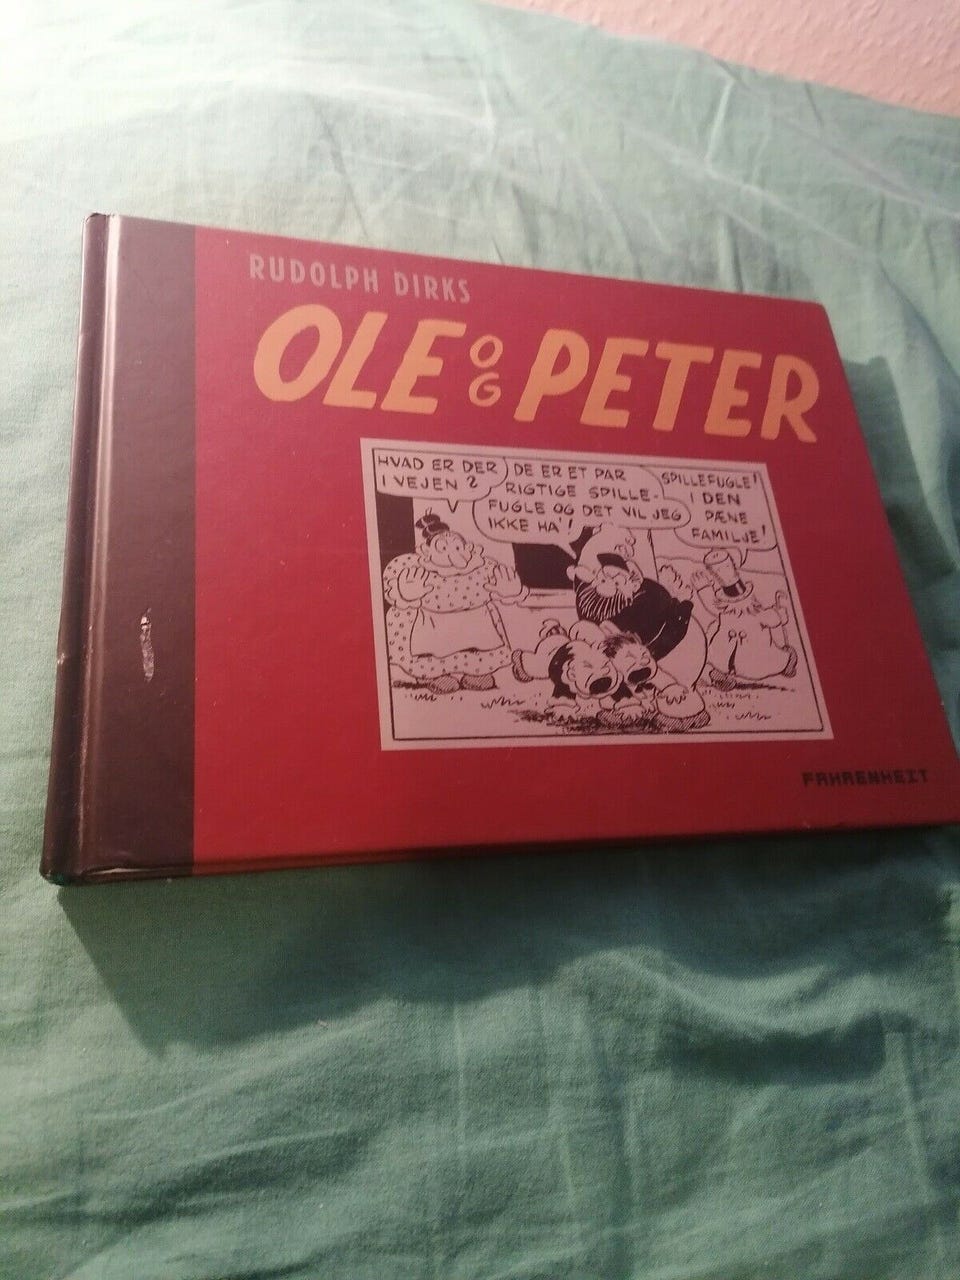 RUDOLPH DIRKS
OLE OG PETER
HVAD ER DER
I VEJEN?
DE ER ET PAR
RIGTIGE SPILLE-
FUGLE OG DET VIL JEG
IKKE HA'!
SPILLEFUGLE!
I DEN
PÆNE
FAMILJE!
FAHRENHEIT